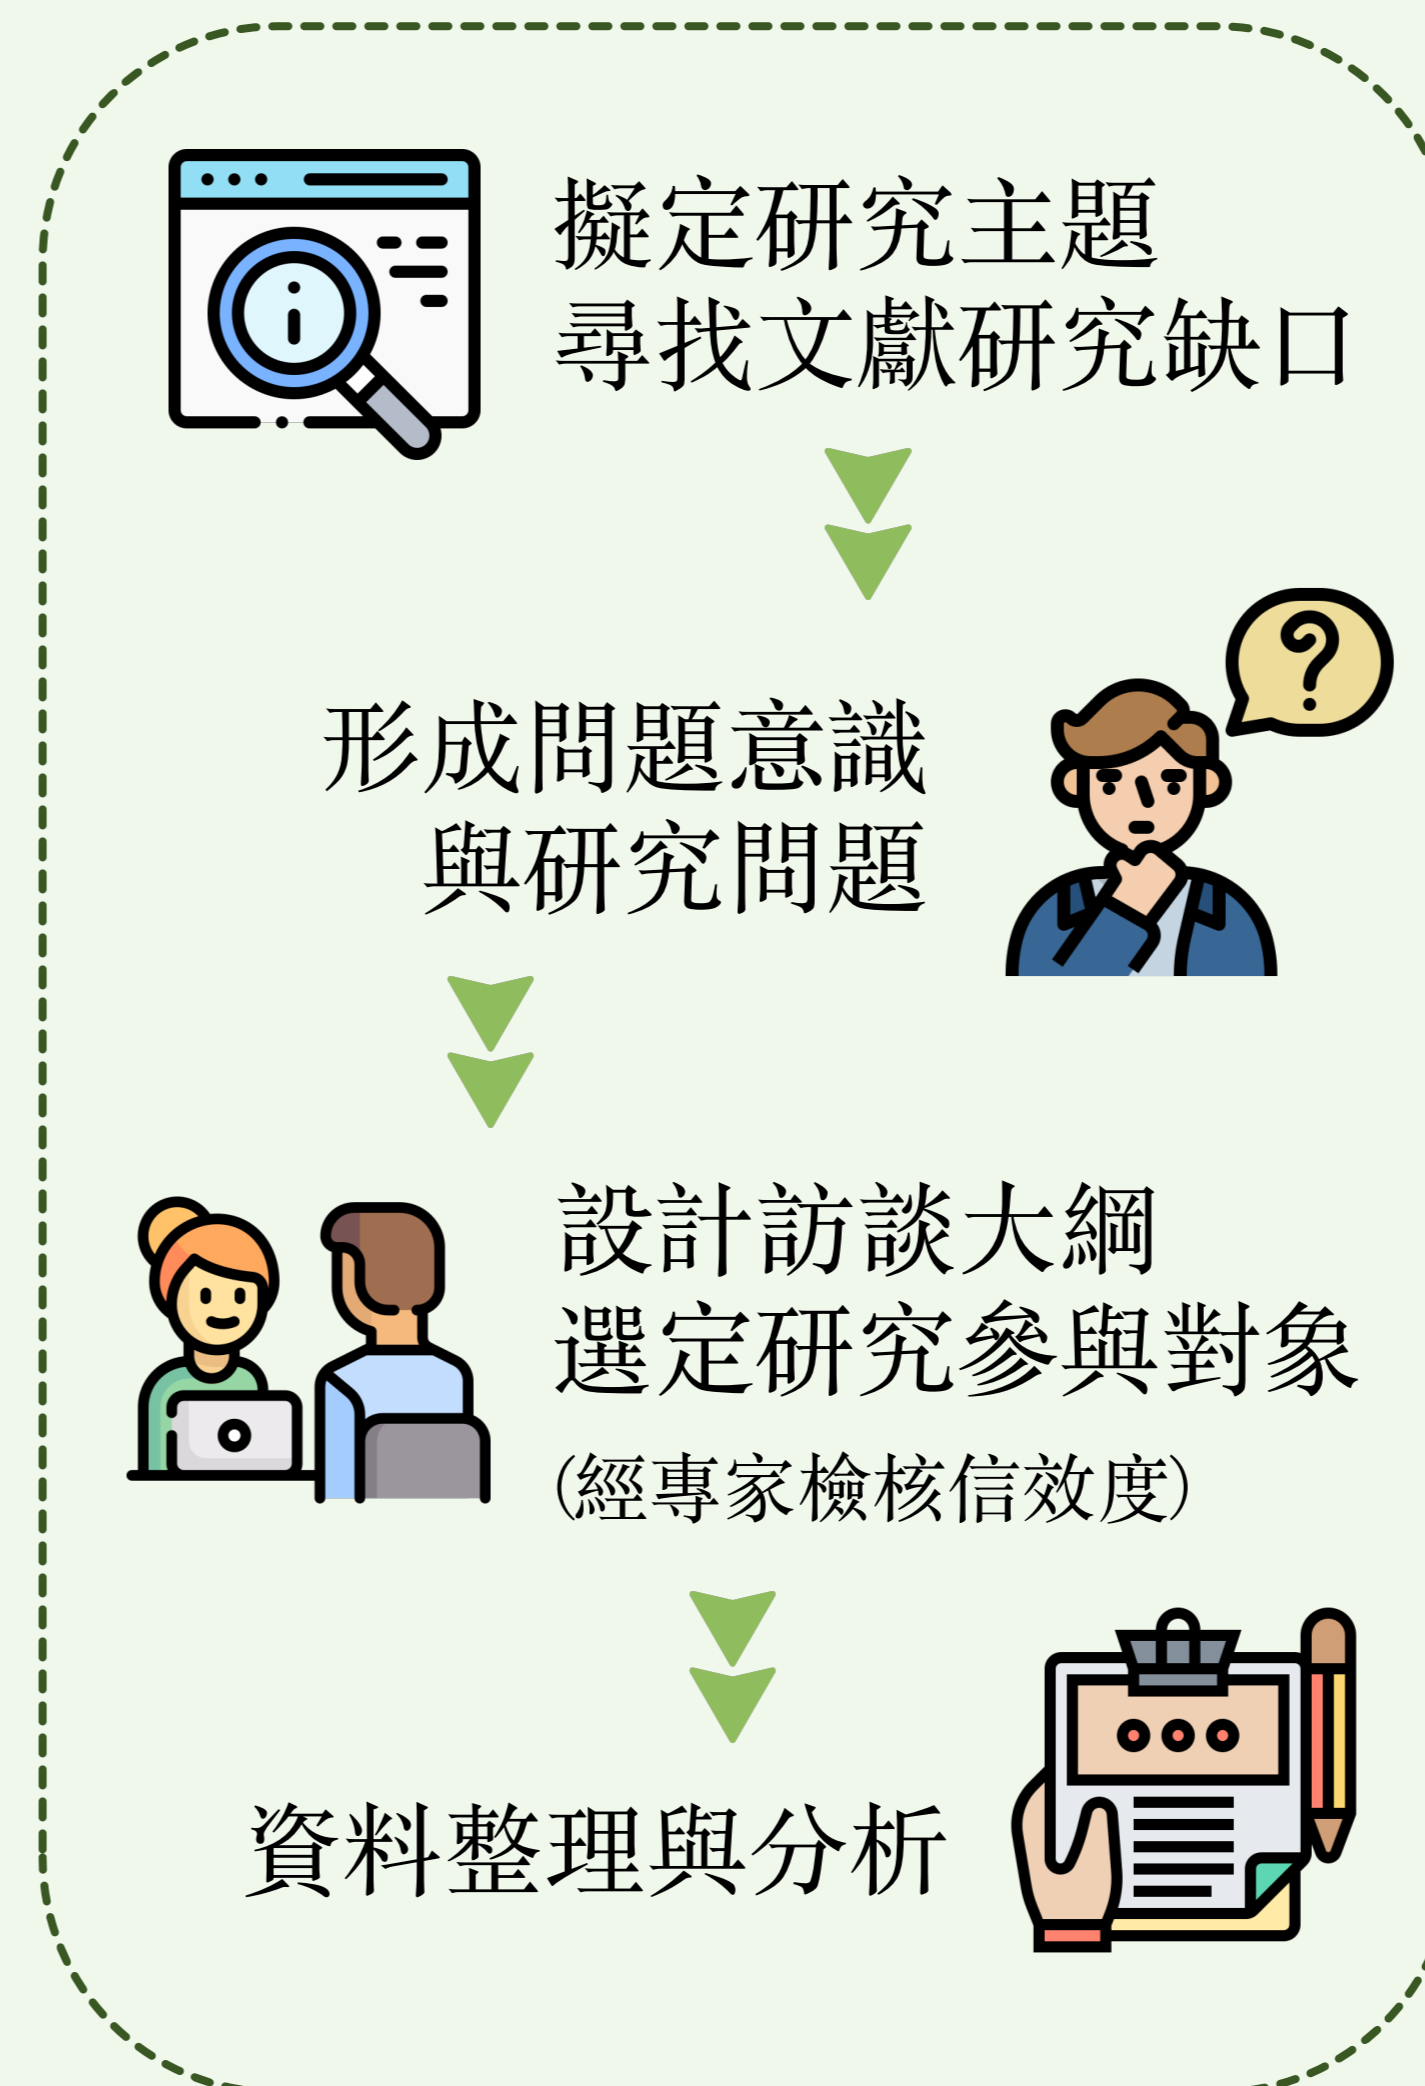 擬定研究主題
尋找文獻研究缺口
形成問題意識
與研究問題
設計訪談大綱
選定研究參與對象
(經專家檢核信效度)
資料整理與分析